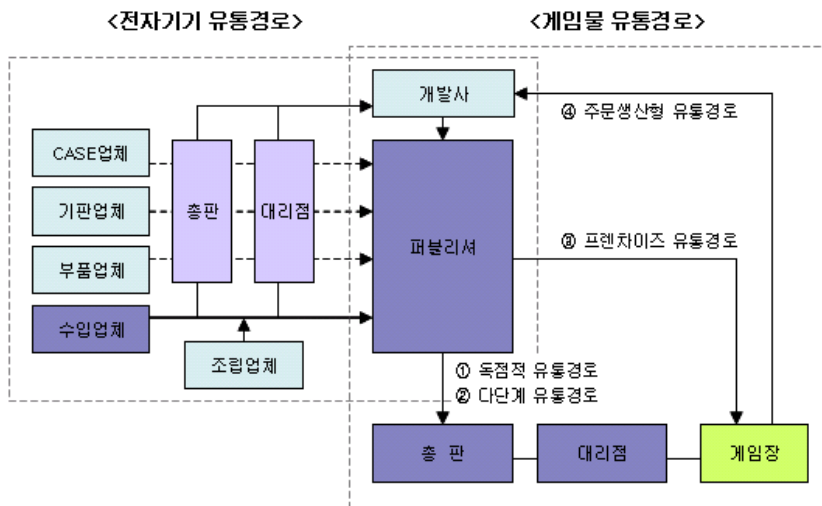 <전자기기 유통경로>
<게임물 유통경로>
개발사
④ 주문생산형 유통경로
CASE업체
기판업체
부품업체
수입업체
총판
대리점
퍼블리셔
③ 프렌차이즈 유통경로
조립업체
① 독점적 유통경로
② 다단계 유통경로
총 판
대리점
게임장